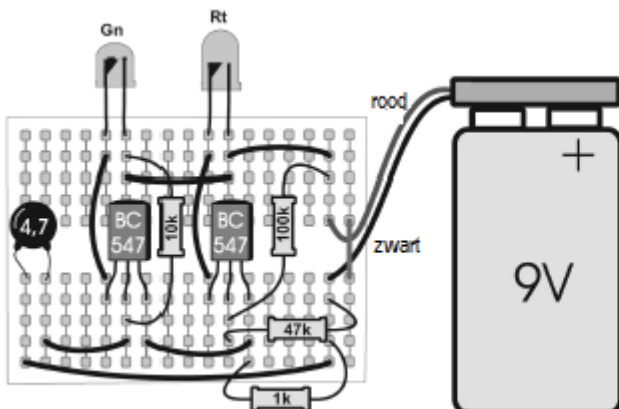 Gn
Rt
rood
zwart
4,7
BC
547
10k
BC
547
100k
47k
1k
+
9V